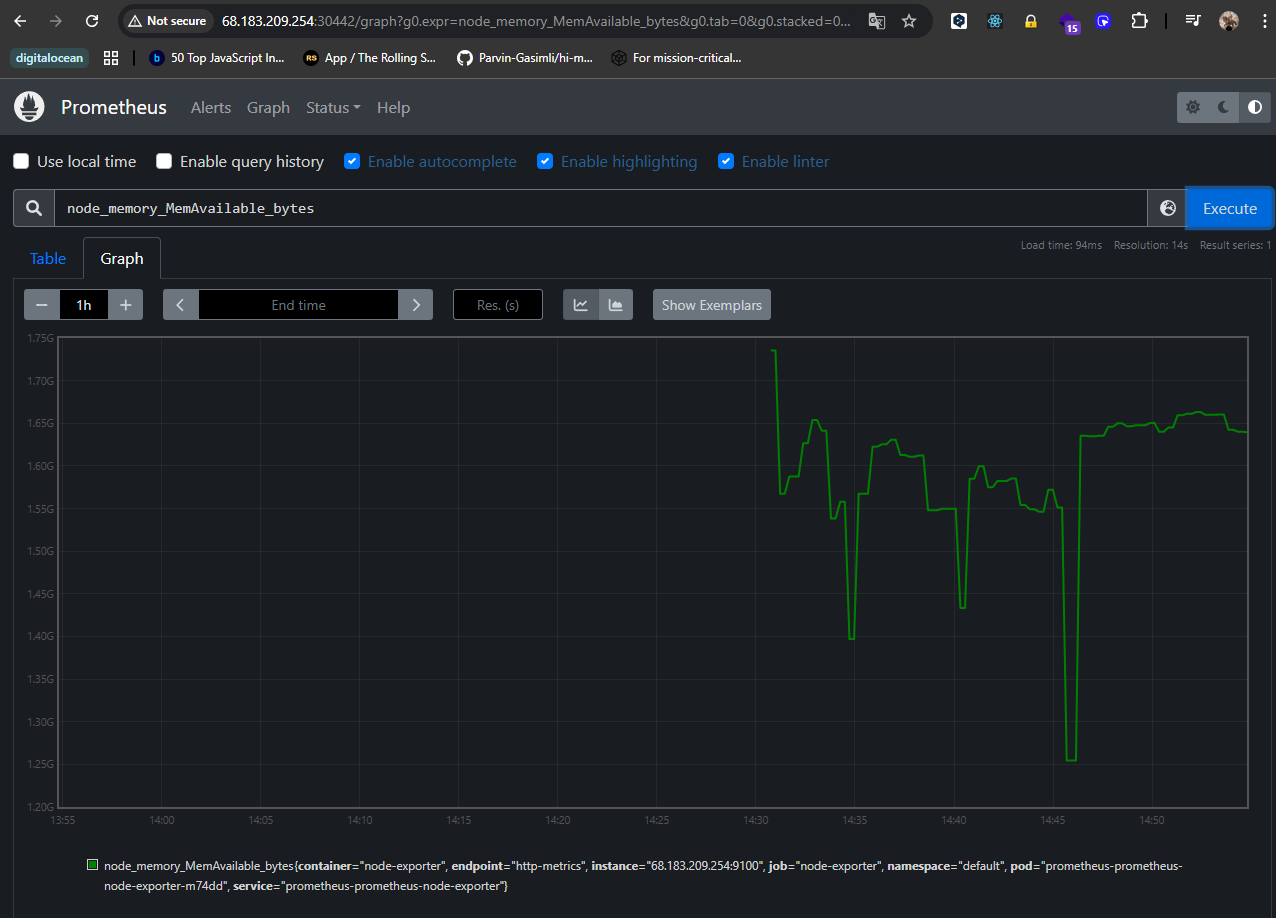 Not secure 68.183.209.254:30442/graph?g0.expr=node_memory_MemAvailable_bytes&g0.tab=0&g0.stacked=0...
15
digitalocean
50 Top JavaScript In...
App / The Rolling S...
Parvin-Gasimli/hi-m...
For mission-critical...
Prometheus Alerts Graph Status Help
Use local time Enable query history Enable autocomplete Enable highlighting Enable linter
node_memory_MemAvailable_bytes
Execute
Load time: 94ms Resolution: 14s Result series: 1
Table Graph
− 1h + End time Res. (s) Show Exemplars
1.75G
1.70G
1.65G
1.60G
1.55G
1.50G
1.45G
1.40G
1.35G
1.30G
1.25G
1.20G
13:55 14:00 14:05 14:10 14:15 14:20 14:25 14:30 14:35 14:40 14:45 14:50
node_memory_MemAvailable_bytes{container="node-exporter", endpoint="http-metrics", instance="68.183.209.254:9100", job="node-exporter", namespace="default", pod="prometheus-prometheus-
node-exporter-m74dd", service="prometheus-prometheus-node-exporter"}